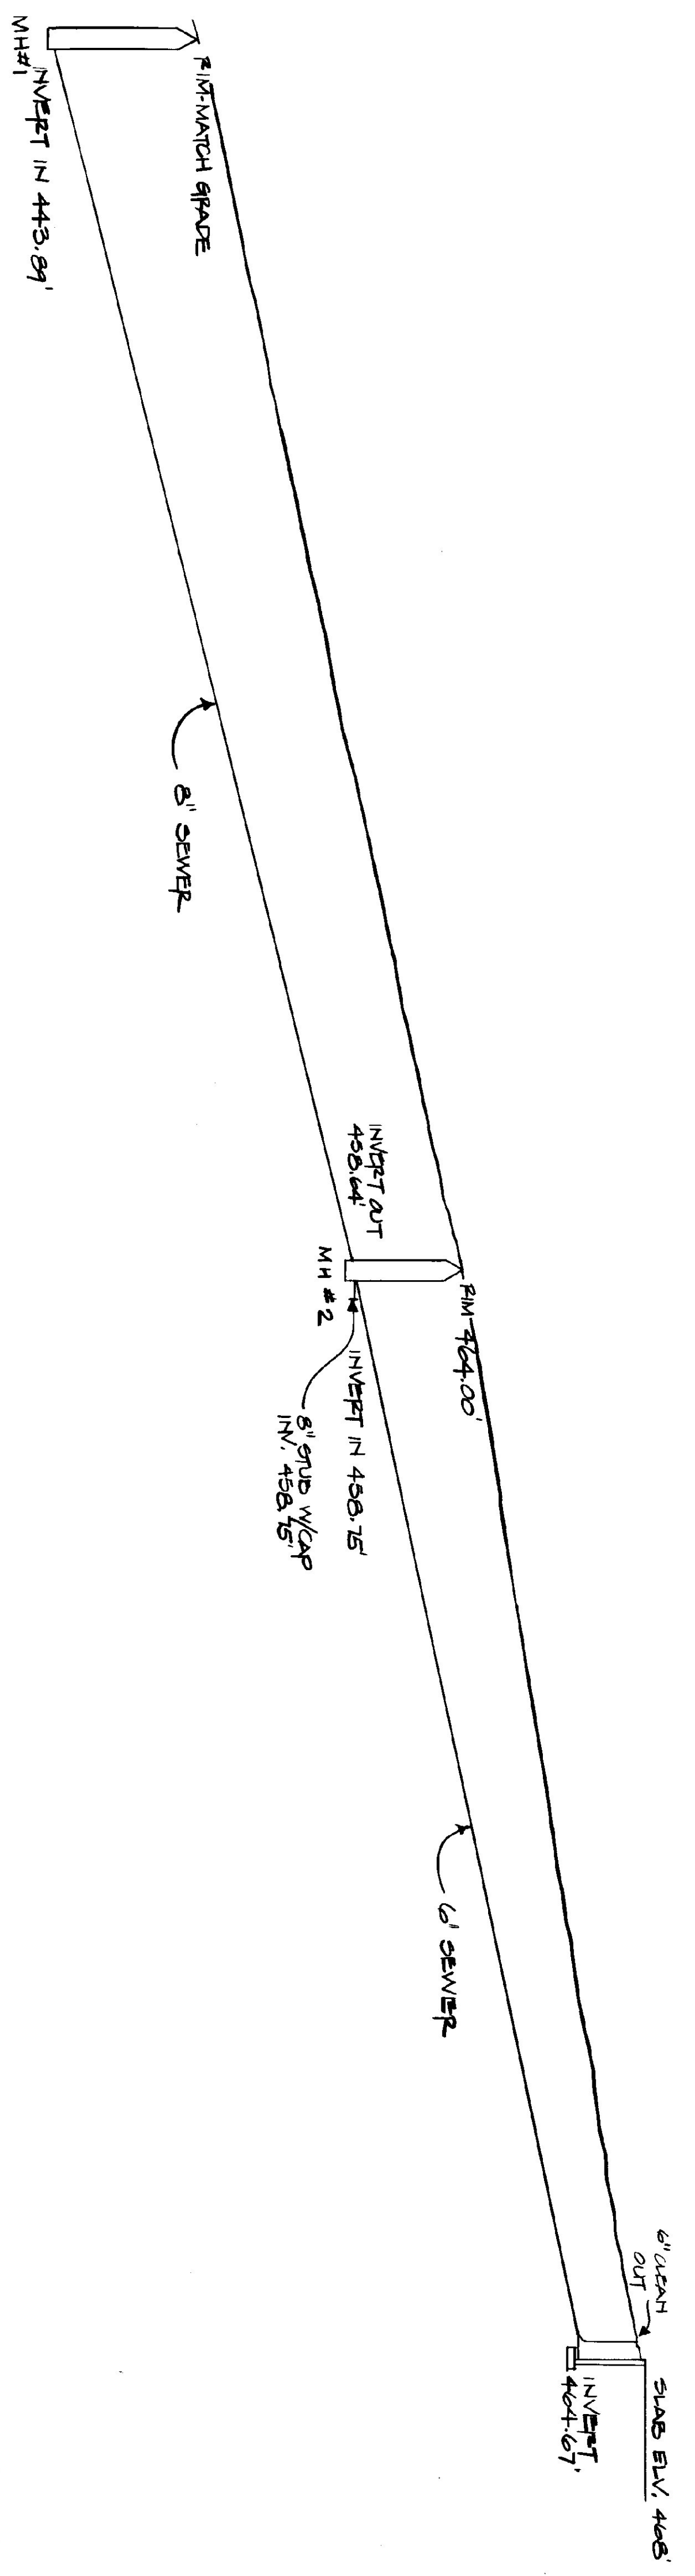 RIM-MATCH GRADE
MH#1
INVERT IN 443.89'
8" SEWER
INVERT OUT
458.64'
MH #2
RIM 464.00'
INVERT IN 458.75'
8" STUB W/CAP
INV. 458.75'
6" SEWER
6" CLEAN
OUT
SLAB ELV. 468'
INVERT
464.67'